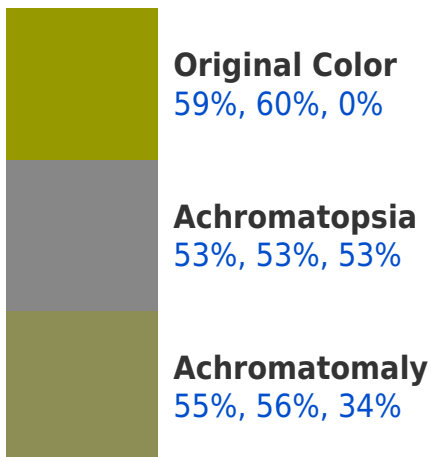 Original Color
59%, 60%, 0%
Achromatopsia
53%, 53%, 53%
Achromatomaly
55%, 56%, 34%